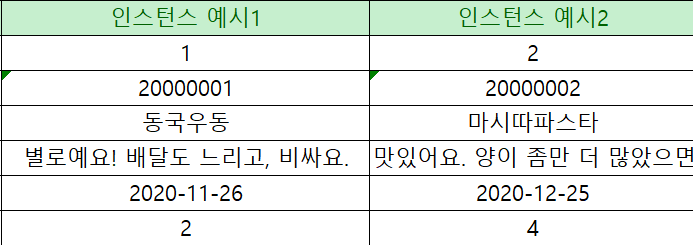 인스턴스 예시1 인스턴스 예시2
1 2
20000001 20000002
동국우동 마시따파스타
별로예요! 배달도 느리고, 비싸요. 맛있어요. 양이 좀만 더 많았으면
2020-11-26 2020-12-25
2 4